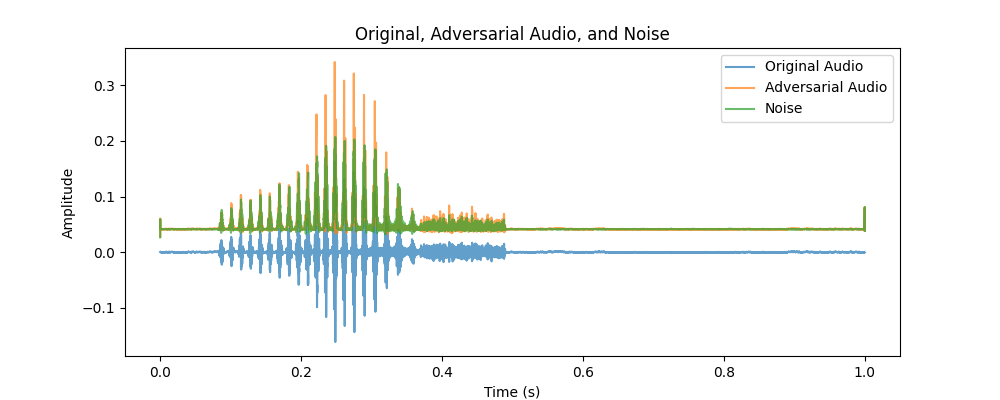 Original, Adversarial Audio, and Noise
Original Audio
Adversarial Audio
Noise
Amplitude
0.3
0.2
0.1
0.0
−0.1
0.0 0.2 0.4 0.6 0.8 1.0
Time (s)